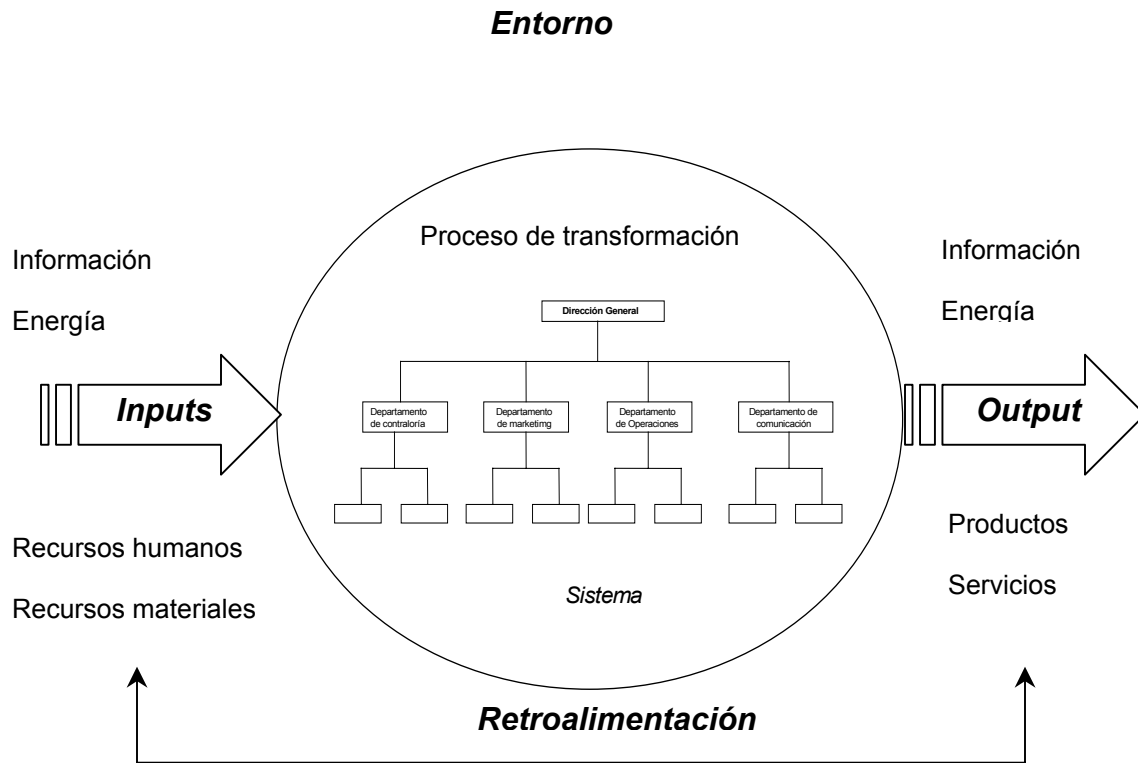 Entorno
Información
Energía
Inputs
Recursos humanos
Recursos materiales
Proceso de transformación
Dirección General
Departamento
de contraloría
Departamento
de marketimg
Departamento
de Operaciones
Departamento de
comunicación
Sistema
Información
Energía
Output
Productos
Servicios
Retroalimentación